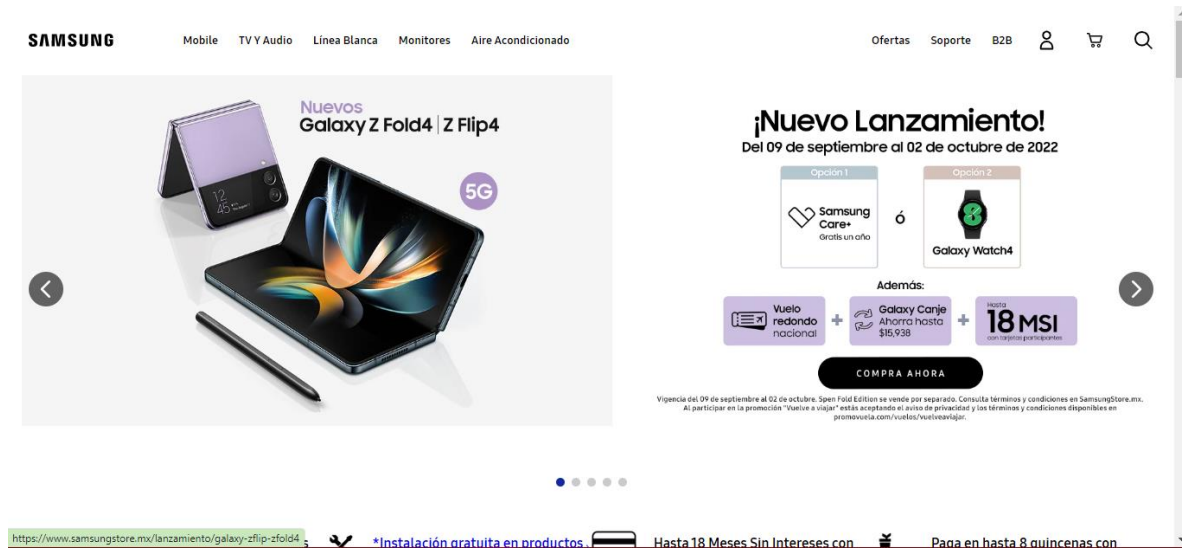 SAMSUNG
Mobile
TV Y Audio
Línea Blanca
Monitores
Aire Acondicionado
Ofertas
Soporte
B2B
Nuevos
Galaxy Z Fold4 | Z Flip4
5G
12
45
¡Nuevo Lanzamiento!
Del 09 de septiembre al 02 de octubre de 2022
Opción 1
Samsung
Care+
Gratis un año
ó
Opción 2
Galaxy Watch4
Además:
Vuelo
redondo
nacional
+
Galaxy Canje
Ahorra hasta
$15,938
+
Hasta
18 MSI
con tarjetas participantes
COMPRA AHORA
Vigencia del 09 de septiembre al 02 de octubre. Spen Fold Edition se vende por separado. Consulta términos y condiciones en SamsungStore.mx.
Al participar en la promoción "Vuelve a viajar" estás aceptando el aviso de privacidad y los términos y condiciones disponibles en
promovuela.com/vuelos/vuelveaviajar.
https://www.samsungstore.mx/lanzamiento/galaxy-zflip-zfold4
*Instalación gratuita en productos
Hasta 18 Meses Sin Intereses con
Paga en hasta 8 quincenas con